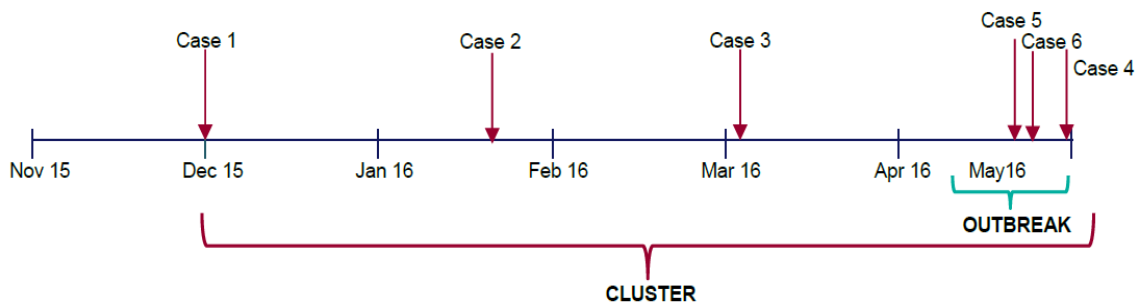 Case 1
Case 2
Case 3
Case 5
Case 6
Case 4
Nov 15
Dec 15
Jan 16
Feb 16
Mar 16
Apr 16
May16
OUTBREAK
CLUSTER